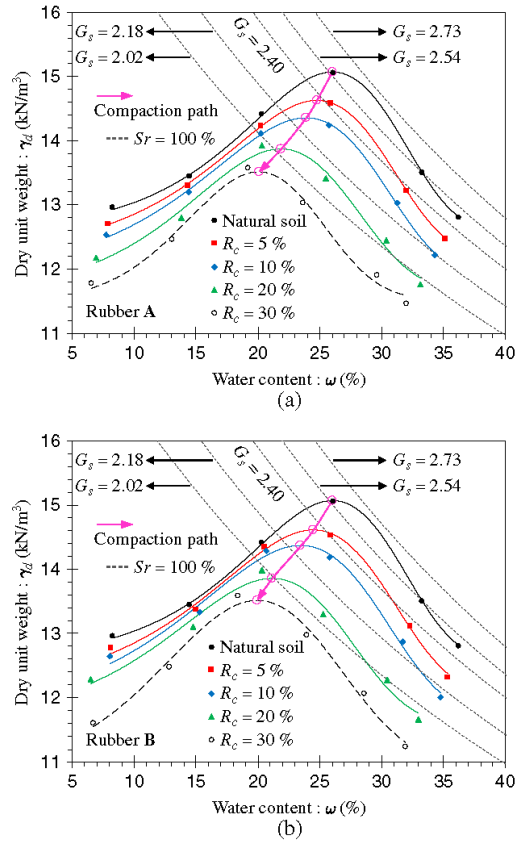 (a)
G_s = 2.18
G_s = 2.02
G_s = 2.40
G_s = 2.73
G_s = 2.54
Compaction path
Sr = 100 %
Natural soil
R_c = 5 %
R_c = 10 %
R_c = 20 %
R_c = 30 %
Rubber A
Dry unit weight : γ_d (kN/m³)
16
15
14
13
12
11
5 10 15 20 25 30 35 40
Water content : ω (%)
(a)
G_s = 2.18
G_s = 2.02
G_s = 2.40
G_s = 2.73
G_s = 2.54
Compaction path
Sr = 100 %
Natural soil
R_c = 5 %
R_c = 10 %
R_c = 20 %
R_c = 30 %
Rubber B
Dry unit weight : γ_d (kN/m³)
16
15
14
13
12
11
5 10 15 20 25 30 35 40
Water content : ω (%)
(b)